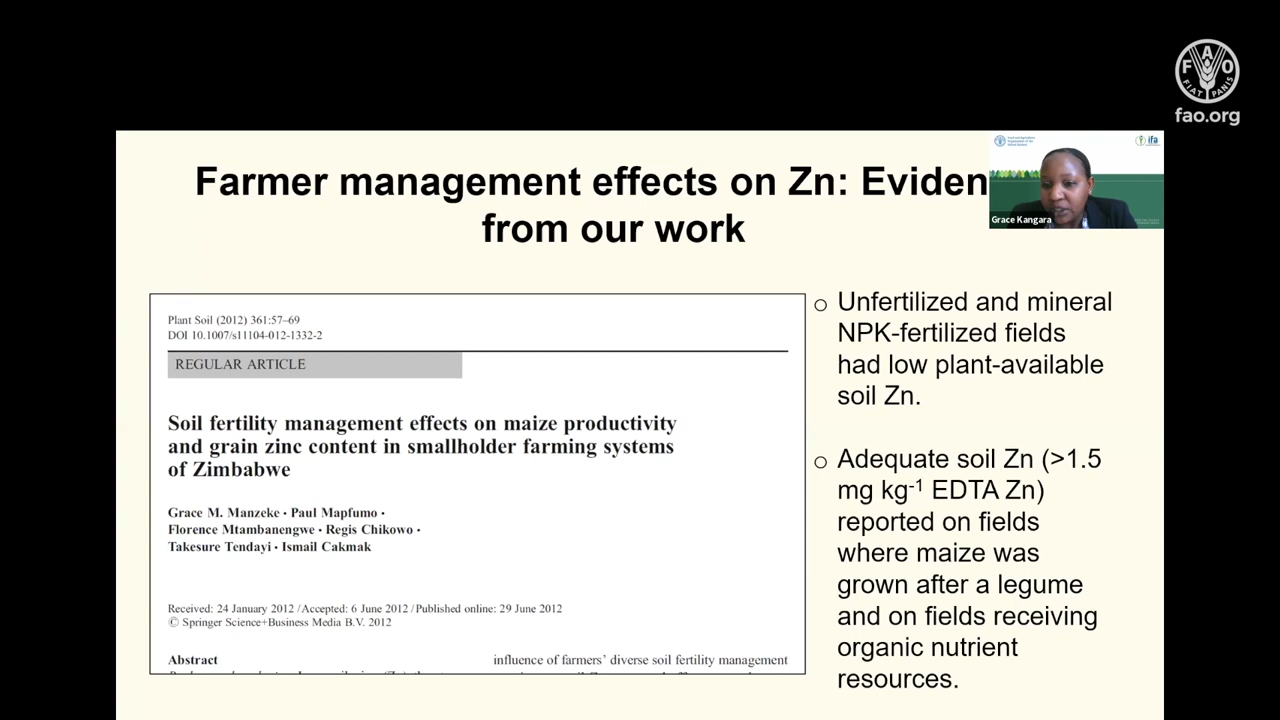 FAO
FIAT PANIS
fao.org
Farmer management effects on Zn: Eviden
from our work
ifa
Grace Kangara
Plant Soil (2012) 361:57–69
DOI 10.1007/s11104-012-1332-2
REGULAR ARTICLE
Soil fertility management effects on maize productivity
and grain zinc content in smallholder farming systems
of Zimbabwe
Grace M. Manzeke · Paul Mapfumo ·
Florence Mtambanengwe · Regis Chikowo ·
Takesure Tendayi · Ismail Cakmak
Received: 24 January 2012 / Accepted: 6 June 2012 / Published online: 29 June 2012
© Springer Science+Business Media B.V. 2012
Abstract
influence of farmers’ diverse soil fertility management
○ Unfertilized and mineral
NPK-fertilized fields
had low plant-available
soil Zn.
○ Adequate soil Zn (>1.5
mg kg⁻¹ EDTA Zn)
reported on fields
where maize was
grown after a legume
and on fields receiving
organic nutrient
resources.